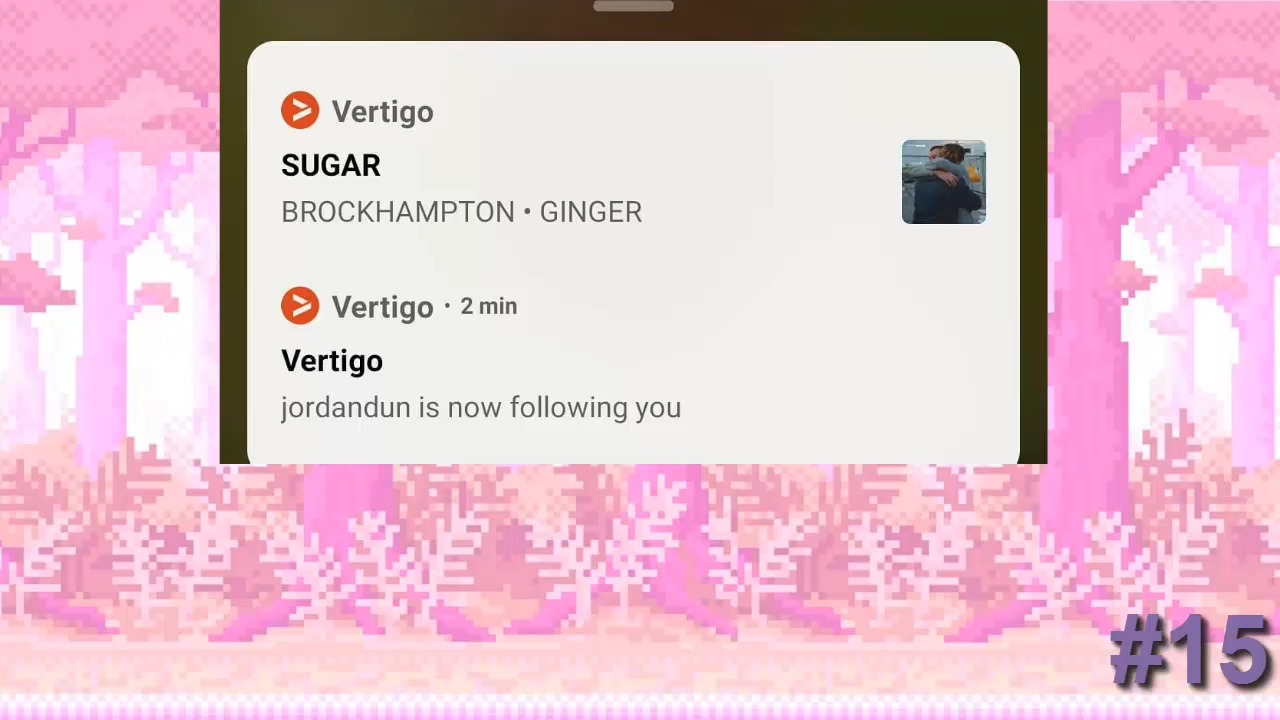 Vertigo
SUGAR
BROCKHAMPTON • GINGER
Vertigo · 2 min
Vertigo
jordandun is now following you
#15